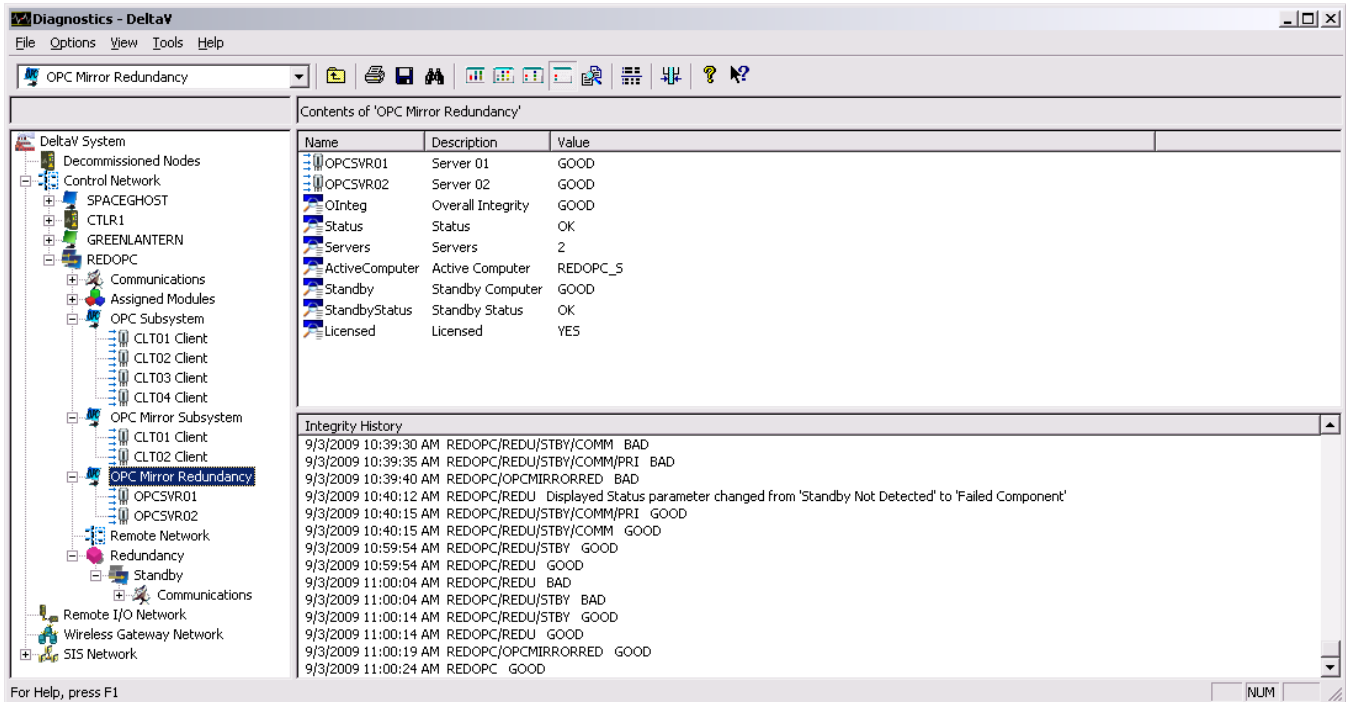 Diagnostics - DeltaV
File Options View Tools Help
OPC Mirror Redundancy
Contents of 'OPC Mirror Redundancy'
DeltaV System
Decommissioned Nodes
Control Network
SPACEGHOST
CTLR1
GREENLANTERN
REDOPC
Communications
Assigned Modules
OPC Subsystem
CLT01 Client
CLT02 Client
CLT03 Client
CLT04 Client
OPC Mirror Subsystem
CLT01 Client
CLT02 Client
OPC Mirror Redundancy
OPCSVR01
OPCSVR02
Remote Network
Redundancy
Standby
Communications
Remote I/O Network
Wireless Gateway Network
SIS Network
Name Description Value
OPCSVR01 Server 01 GOOD
OPCSVR02 Server 02 GOOD
OInteg Overall Integrity GOOD
Status Status OK
Servers Servers 2
ActiveComputer Active Computer REDOPC_S
Standby Standby Computer GOOD
StandbyStatus Standby Status OK
Licensed Licensed YES
Integrity History
9/3/2009 10:39:30 AM REDOPC/REDU/STBY/COMM BAD
9/3/2009 10:39:35 AM REDOPC/REDU/STBY/COMM/PRI BAD
9/3/2009 10:39:40 AM REDOPC/OPCMIRRORRED BAD
9/3/2009 10:40:12 AM REDOPC/REDU Displayed Status parameter changed from 'Standby Not Detected' to 'Failed Component'
9/3/2009 10:40:15 AM REDOPC/REDU/STBY/COMM/PRI GOOD
9/3/2009 10:40:15 AM REDOPC/REDU/STBY/COMM GOOD
9/3/2009 10:59:54 AM REDOPC/REDU/STBY GOOD
9/3/2009 10:59:54 AM REDOPC/REDU GOOD
9/3/2009 11:00:04 AM REDOPC/REDU BAD
9/3/2009 11:00:04 AM REDOPC/REDU/STBY BAD
9/3/2009 11:00:14 AM REDOPC/REDU/STBY GOOD
9/3/2009 11:00:14 AM REDOPC/REDU GOOD
9/3/2009 11:00:19 AM REDOPC/OPCMIRRORRED GOOD
9/3/2009 11:00:24 AM REDOPC GOOD
For Help, press F1
NUM